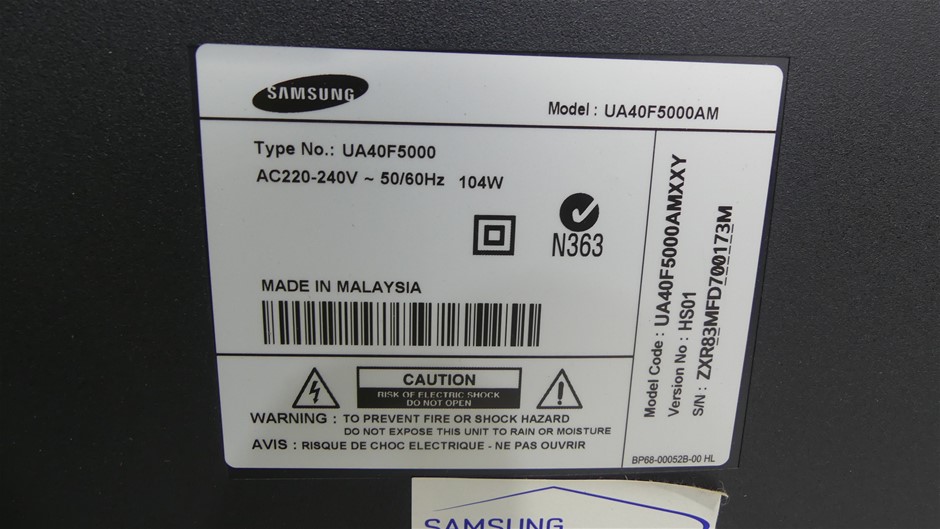 SAMSUNG
Model : UA40F5000AM
Type No.: UA40F5000
AC220-240V ~ 50/60Hz 104W
N363
MADE IN MALAYSIA
CAUTION
RISK OF ELECTRIC SHOCK
DO NOT OPEN
WARNING : TO PREVENT FIRE OR SHOCK HAZARD
DO NOT EXPOSE THIS UNIT TO RAIN OR MOISTURE
AVIS : RISQUE DE CHOC ELECTRIQUE - NE PAS OUVRIR
Model Code : UA40F5000AMXXY
Version No : HS01
S/N : ZXR83MFD700173M
BP68-00052B-00 HL
SAMSUNG